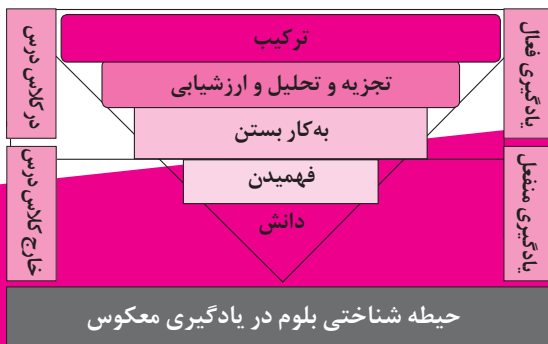 ترکیب
تجزیه و تحلیل و ارزشیابی
به‌کار بستن
فهمیدن
دانش
یادگیری فعال
یادگیری منفعل
در کلاس درس
خارج کلاس درس
حیطه شناختی بلوم در یادگیری معکوس